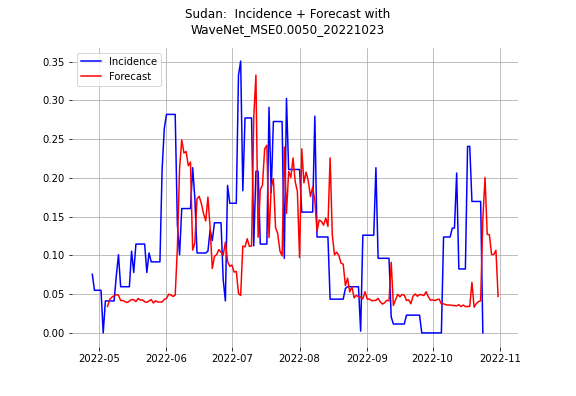 Sudan:  Incidence + Forecast with
WaveNet_MSE0.0050_20221023
Incidence
Forecast
0.35
0.30
0.25
0.20
0.15
0.10
0.05
0.00
2022-05 2022-06 2022-07 2022-08 2022-09 2022-10 2022-11